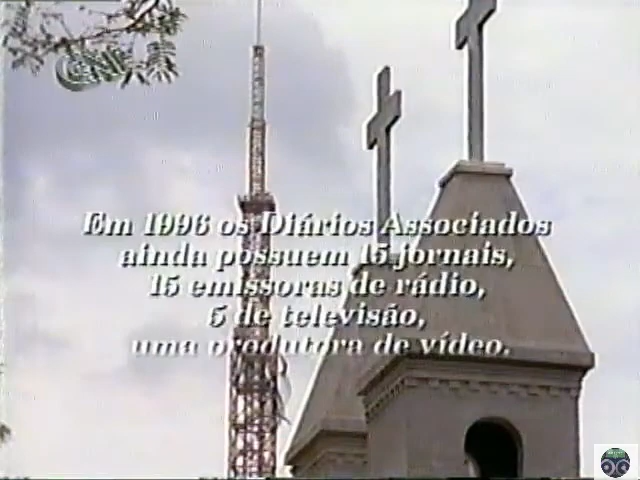 Em 1996 os Diários Associados
ainda possuem 15 jornais,
15 emissoras de rádio,
5 de televisão,
uma produtora de vídeo.